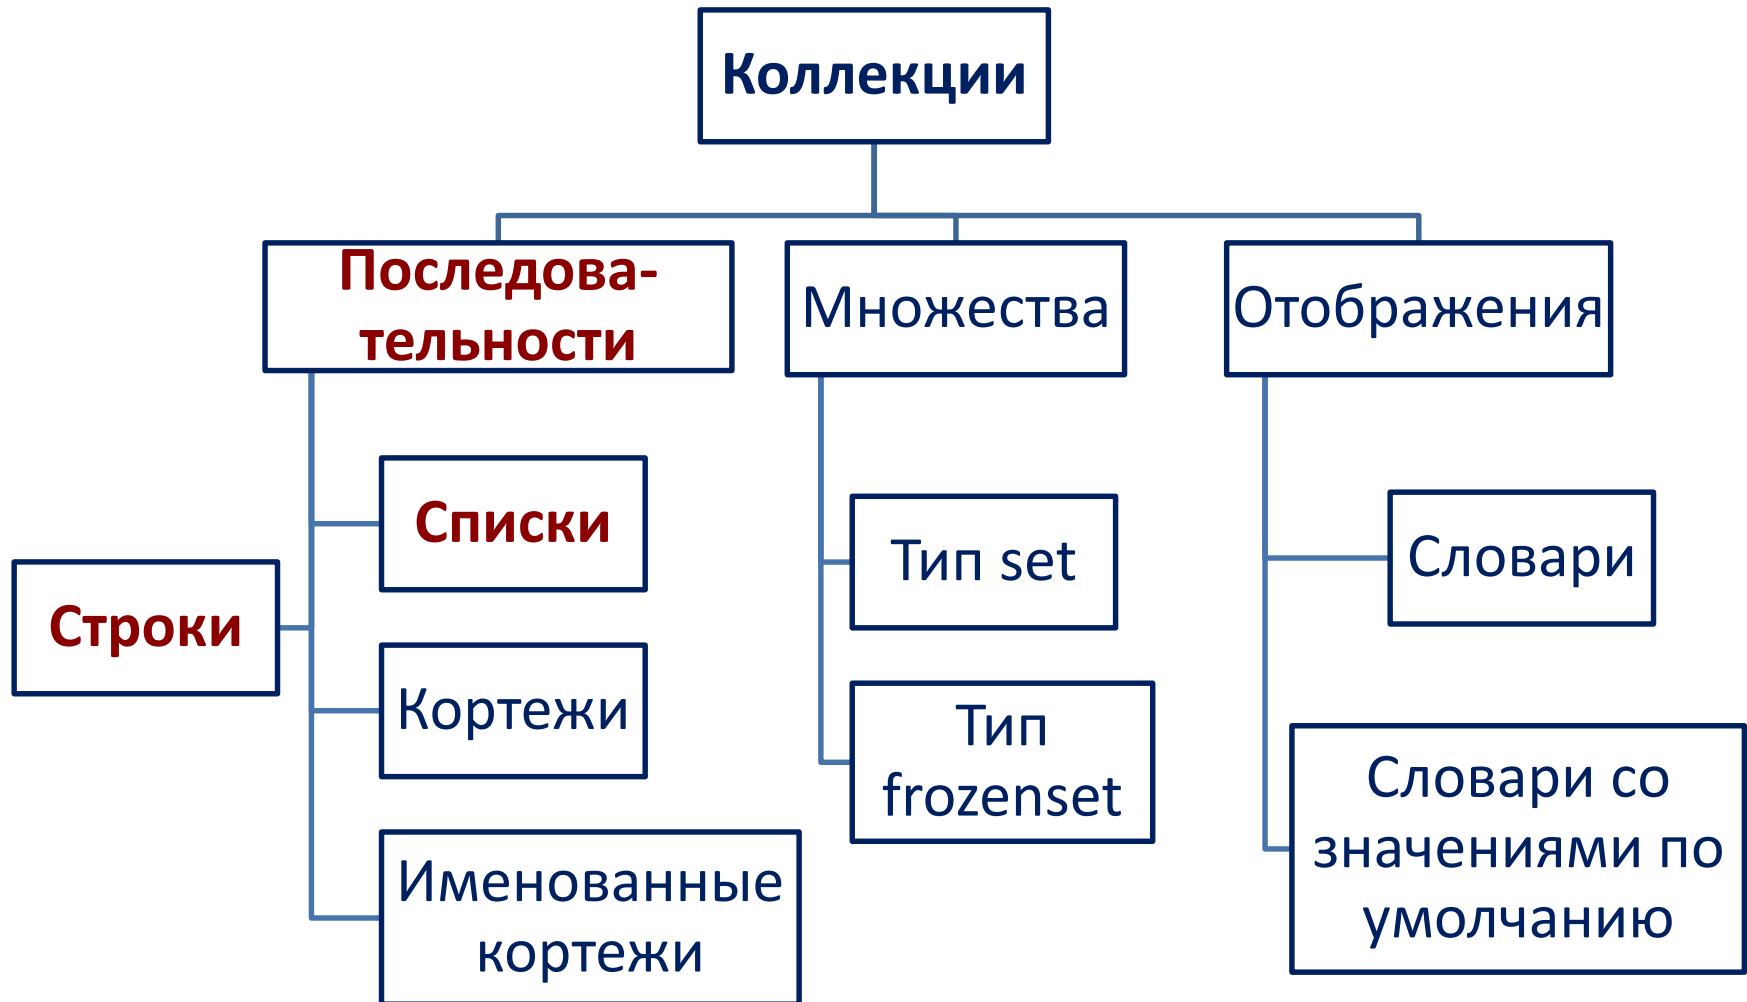 Коллекции
Последова-
тельности
Множества
Отображения
Списки
Строки
Кортежи
Именованные
кортежи
Тип set
Тип
frozenset
Словари
Словари со
значениями по
умолчанию